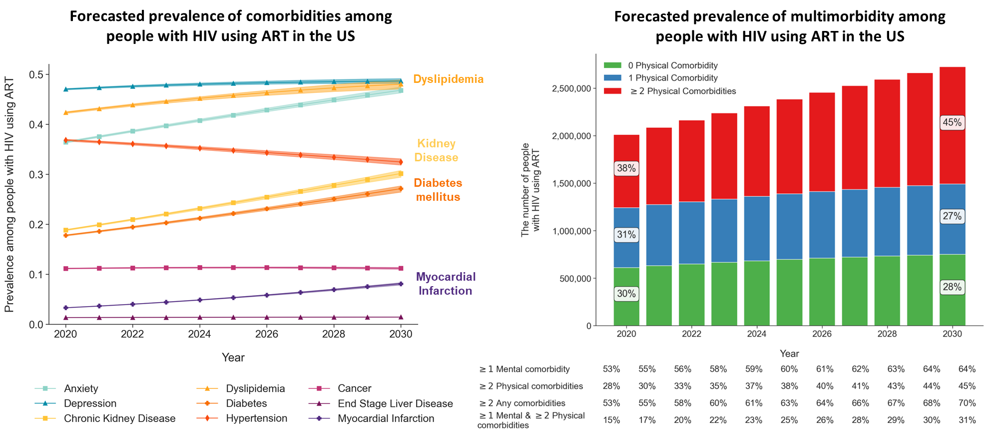 Forecasted prevalence of comorbidities among
people with HIV using ART in the US
Prevalence among people with HIV using ART
0.5
0.4
0.3
0.2
0.1
0.0
2020
2022
2024
2026
2028
2030
Year
Dyslipidemia
Kidney
Disease
Diabetes
mellitus
Myocardial
Infarction
Anxiety
Depression
Chronic Kidney Disease
Dyslipidemia
Diabetes
Hypertension
Cancer
End Stage Liver Disease
Myocardial Infarction
Forecasted prevalence of multimorbidity among
people with HIV using ART in the US
0 Physical Comorbidity
1 Physical Comorbidity
≥ 2 Physical Comorbidities
The number of people
with HIV using ART
2,500,000
2,000,000
1,500,000
1,000,000
500,000
0
38%
31%
30%
45%
27%
28%
2020
2022
2024
2026
2028
2030
Year
≥ 1 Mental comorbidity 53% 55% 56% 58% 59% 60% 61% 62% 63% 64% 64%
≥ 2 Physical comorbidities 28% 30% 33% 35% 37% 38% 40% 41% 43% 44% 45%
≥ 2 Any comorbidities 53% 55% 58% 60% 61% 63% 64% 66% 67% 68% 70%
≥ 1 Mental & ≥ 2 Physical
comorbidities 15% 17% 20% 22% 23% 25% 26% 28% 29% 30% 31%